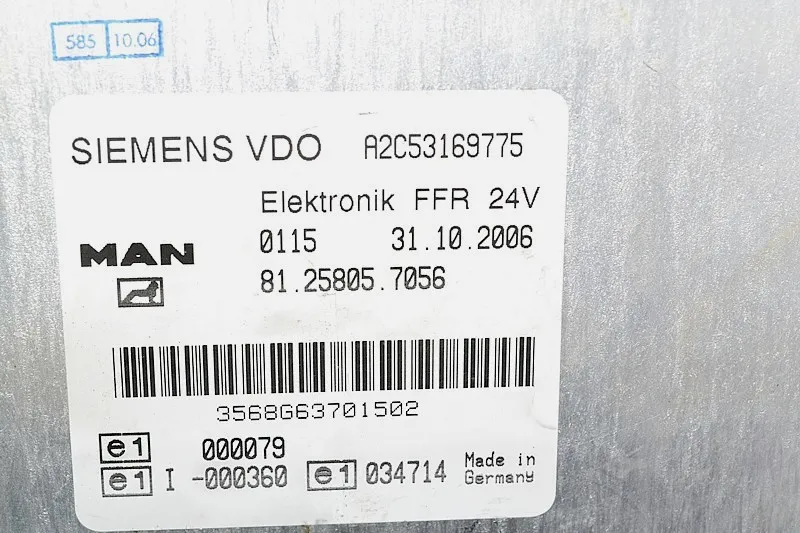 585 10.06
SIEMENS VDO A2C53169775
Elektronik FFR 24V
0115 31.10.2006
MAN
81.25805.7056
3568G63701502
e1 000079
e1 I -000360 e1 034714 Made in
Germany